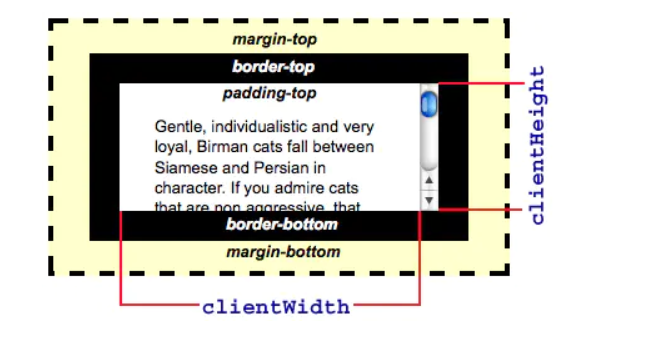 margin-top
border-top
padding-top
Gentle, individualistic and very
loyal, Birman cats fall between
Siamese and Persian in
character. If you admire cats
that are non aggressive, that
border-bottom
margin-bottom
clientWidth
clientHeight